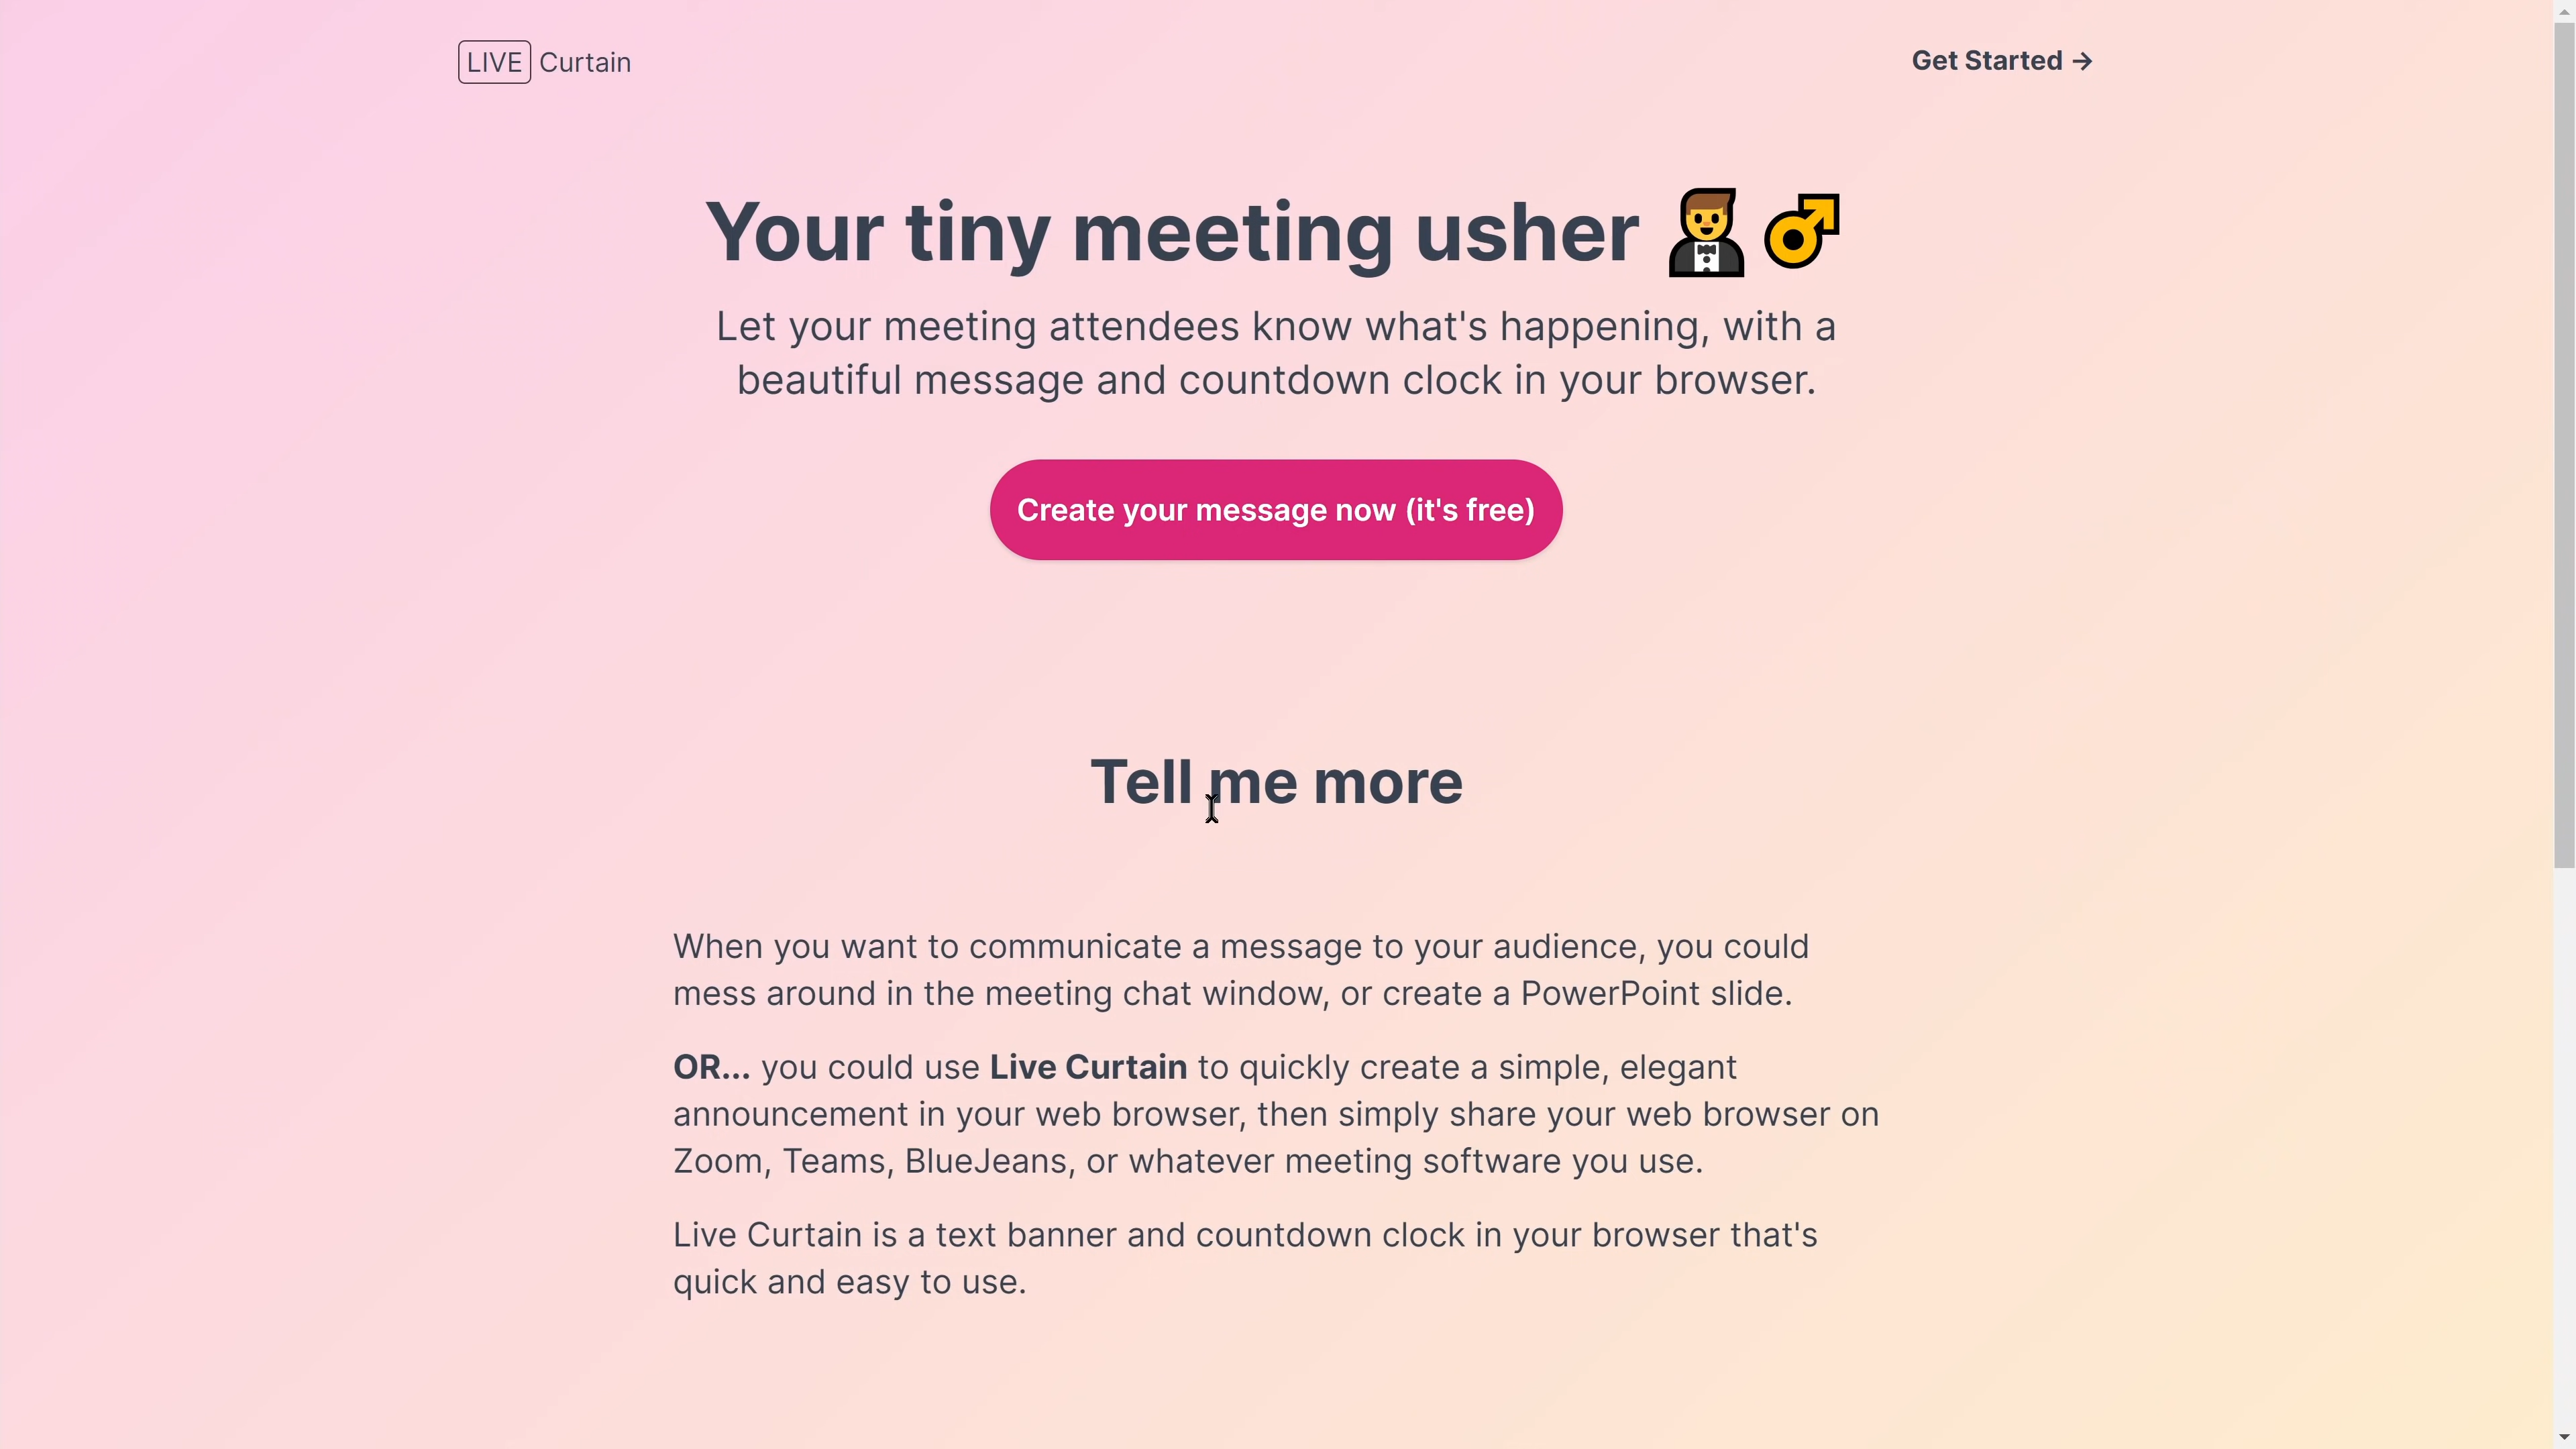 LIVE Curtain
Get Started →
Your tiny meeting usher 🤵♂
Let your meeting attendees know what's happening, with a
beautiful message and countdown clock in your browser.
Create your message now (it's free)
Tell me more
When you want to communicate a message to your audience, you could
mess around in the meeting chat window, or create a PowerPoint slide.
OR... you could use Live Curtain to quickly create a simple, elegant
announcement in your web browser, then simply share your web browser on
Zoom, Teams, BlueJeans, or whatever meeting software you use.
Live Curtain is a text banner and countdown clock in your browser that's
quick and easy to use.